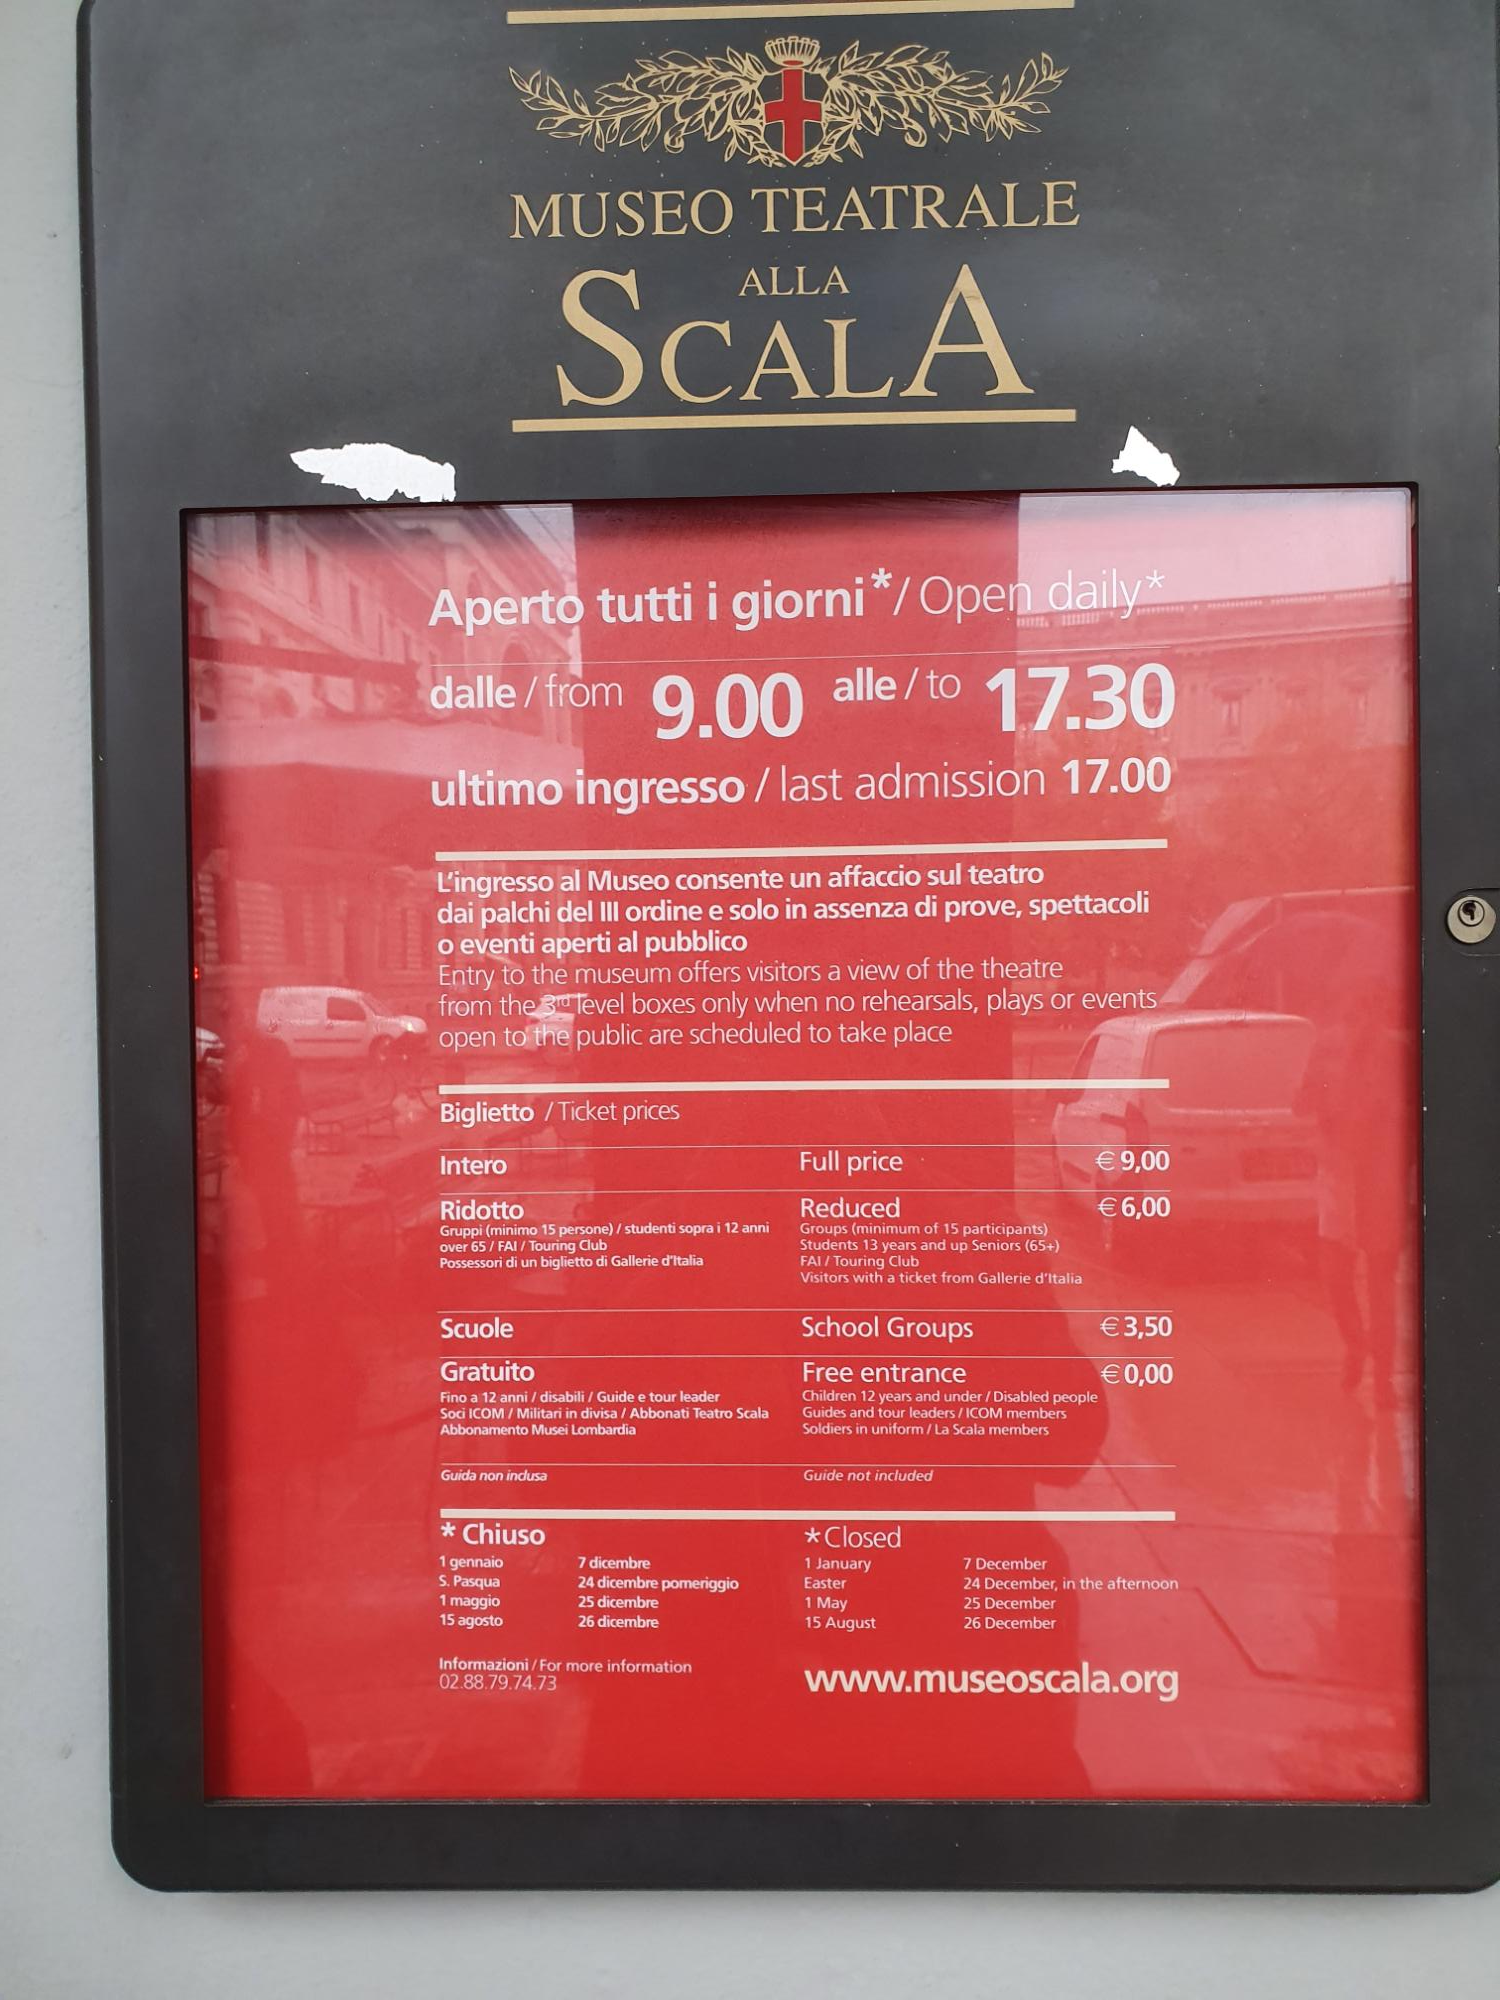 MUSEO TEATRALE
ALLA
SCALA
Aperto tutti i giorni*/ Open daily*
dalle / from 9.00 alle / to 17.30
ultimo ingresso / last admission 17.00
L'ingresso al Museo consente un affaccio sul teatro
dai palchi del III ordine e solo in assenza di prove, spettacoli
o eventi aperti al pubblico
Entry to the museum offers visitors a view of the theatre
from the 3rd level boxes only when no rehearsals, plays or events
open to the public are scheduled to take place
Biglietto / Ticket prices
Intero Full price € 9,00
Ridotto Reduced € 6,00
Gruppi (minimo 15 persone) / studenti sopra i 12 anni
over 65 / FAI / Touring Club
Possessori di un biglietto di Gallerie d'Italia
Groups (minimum of 15 participants)
Students 13 years and up Seniors (65+)
FAI / Touring Club
Visitors with a ticket from Gallerie d'Italia
Scuole School Groups € 3,50
Gratuito Free entrance € 0,00
Fino a 12 anni / disabili / Guide e tour leader
Soci ICOM / Militari in divisa / Abbonati Teatro Scala
Abbonamento Musei Lombardia
Children 12 years and under / Disabled people
Guides and tour leaders / ICOM members
Soldiers in uniform / La Scala members
Guida non inclusa Guide not included
* Chiuso
1 gennaio 7 dicembre
S. Pasqua 24 dicembre pomeriggio
1 maggio 25 dicembre
15 agosto 26 dicembre
* Closed
1 January 7 December
Easter 24 December, in the afternoon
1 May 25 December
15 August 26 December
Informazioni / For more information
02.88.79.74.73
www.museoscala.org